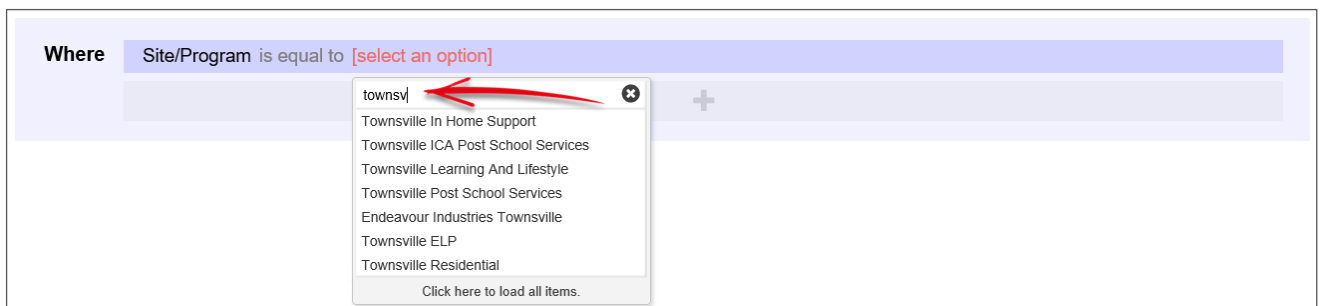 Where Site/Program is equal to [select an option]
townsv
Townsville In Home Support
Townsville ICA Post School Services
Townsville Learning And Lifestyle
Townsville Post School Services
Endeavour Industries Townsville
Townsville ELP
Townsville Residential
Click here to load all items.